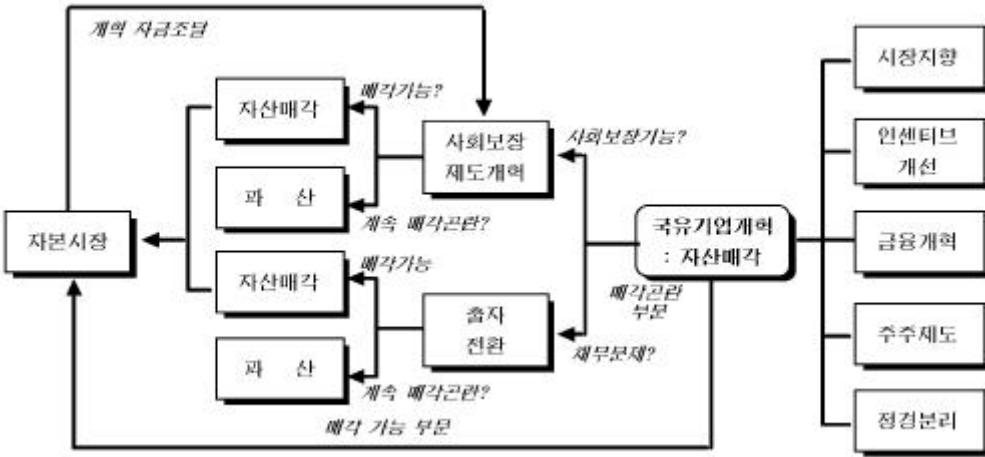 개혁 자금조달
시장지향
매각가능?
자산매각
사회보장
제도개혁
사회보장기능?
인센티브
개선
파 산
계속 매각곤란?
자본시장
국유기업개혁
: 자산매각
금융개혁
매각가능
자산매각
매각곤란
부문
출자
전환
채무문제?
주주제도
파 산
계속 매각곤란?
매각 가능 부문
정경분리